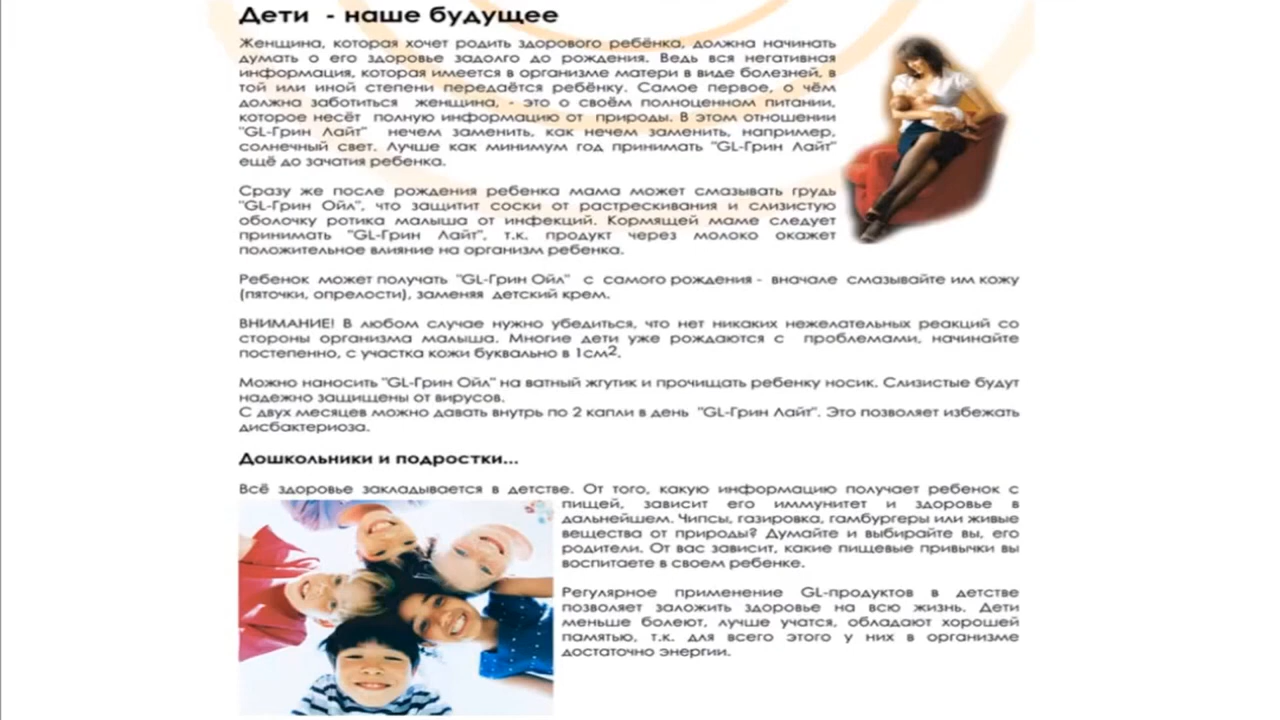 Дети - наше будущее
Женщина, которая хочет родить здорового ребёнка, должна начинать
думать о его здоровье задолго до рождения. Ведь вся негативная
информация, которая имеется в организме матери в виде болезней, в
той или иной степени передаётся ребёнку. Самое первое, о чём
должна заботиться женщина, - это о своём полноценном питании,
которое несёт полную информацию от природы. В этом отношении
"GL-Грин Лайт" нечем заменить, как нечем заменить, например,
солнечный свет. Лучше как минимум год принимать "GL-Грин Лайт"
ещё до зачатия ребенка.
Сразу же после рождения ребенка мама может смазывать грудь
"GL-Грин Ойл", что защитит соски от растрескивания и слизистую
оболочку ротика малыша от инфекций. Кормящей маме следует
принимать "GL-Грин Лайт", т.к. продукт через молоко окажет
положительное влияние на организм ребенка.
Ребенок может получать "GL-Грин Ойл" с самого рождения - вначале смазывайте им кожу
(пяточки, опрелости), заменяя детский крем.
ВНИМАНИЕ! В любом случае нужно убедиться, что нет никаких нежелательных реакций со
стороны организма малыша. Многие дети уже рождаются с проблемами, начинайте
постепенно, с участка кожи буквально в 1см2.
Можно наносить "GL-Грин Ойл" на ватный жгутик и прочищать ребенку носик. Слизистые будут
надежно защищены от вирусов.
С двух месяцев можно давать внутрь по 2 капли в день "GL-Грин Лайт". Это позволяет избежать
дисбактериоза.
Дошкольники и подростки...
Всё здоровье закладывается в детстве. От того, какую информацию получает ребенок с
пищей, зависит его иммунитет и здоровье в
дальнейшем. Чипсы, газировка, гамбургеры или живые
вещества от природы? Думайте и выбирайте вы, его
родители. От вас зависит, какие пищевые привычки вы
воспитаете в своем ребенке.
Регулярное применение GL-продуктов в детстве
позволяет заложить здоровье на всю жизнь. Дети
меньше болеют, лучше учатся, обладают хорошей
памятью, т.к. для всего этого у них в организме
достаточно энергии.